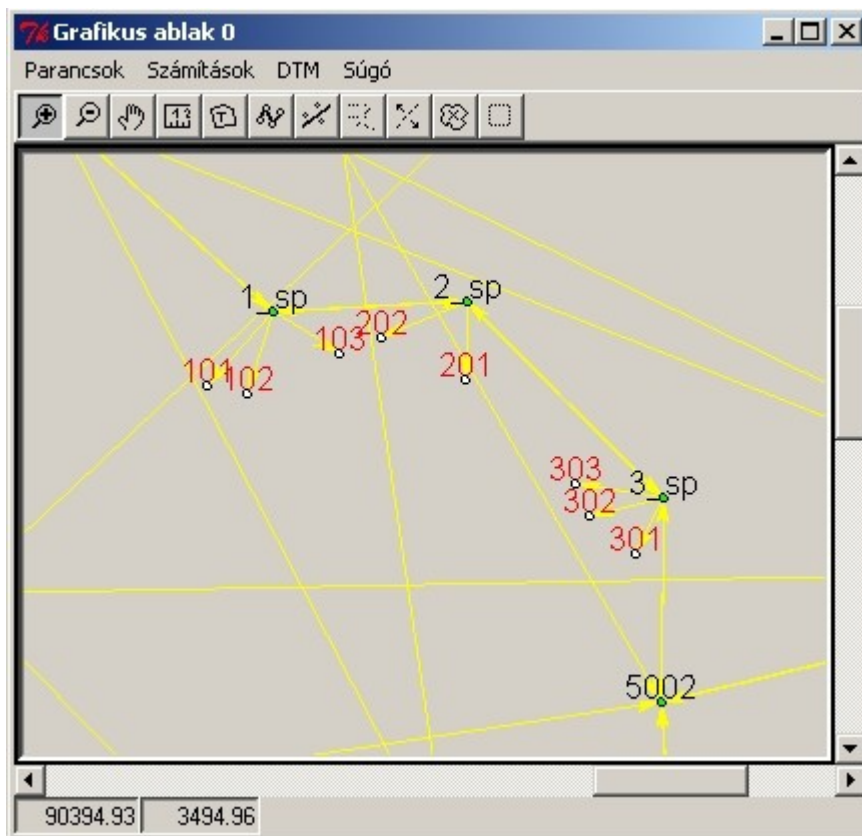 Grafikus ablak 0
Parancsok Számítások DTM Súgó
1_sp
2_sp
103
202
101
102
201
303
3_sp
302
301
5002
90394.93 3494.96